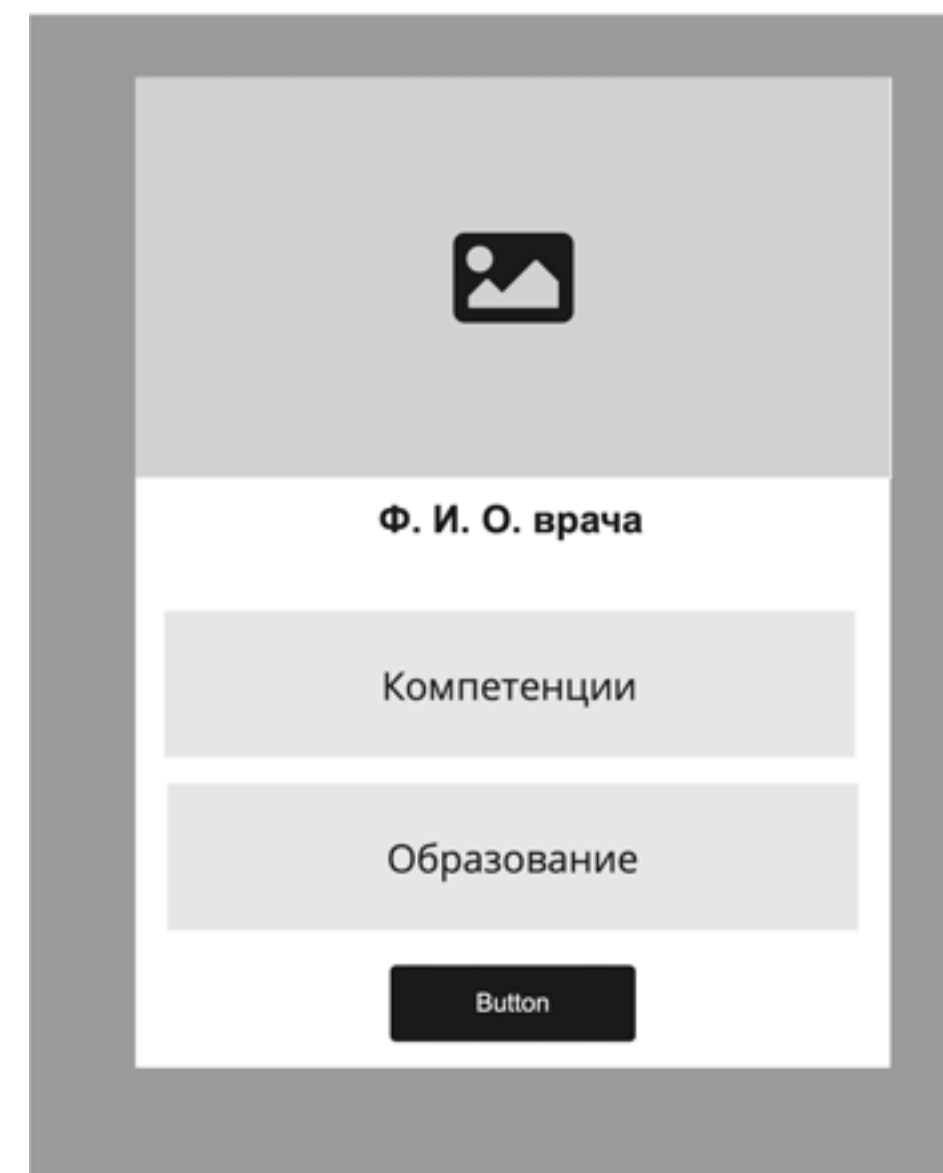 Ф. И. О. врача
Компетенции
Образование
Button